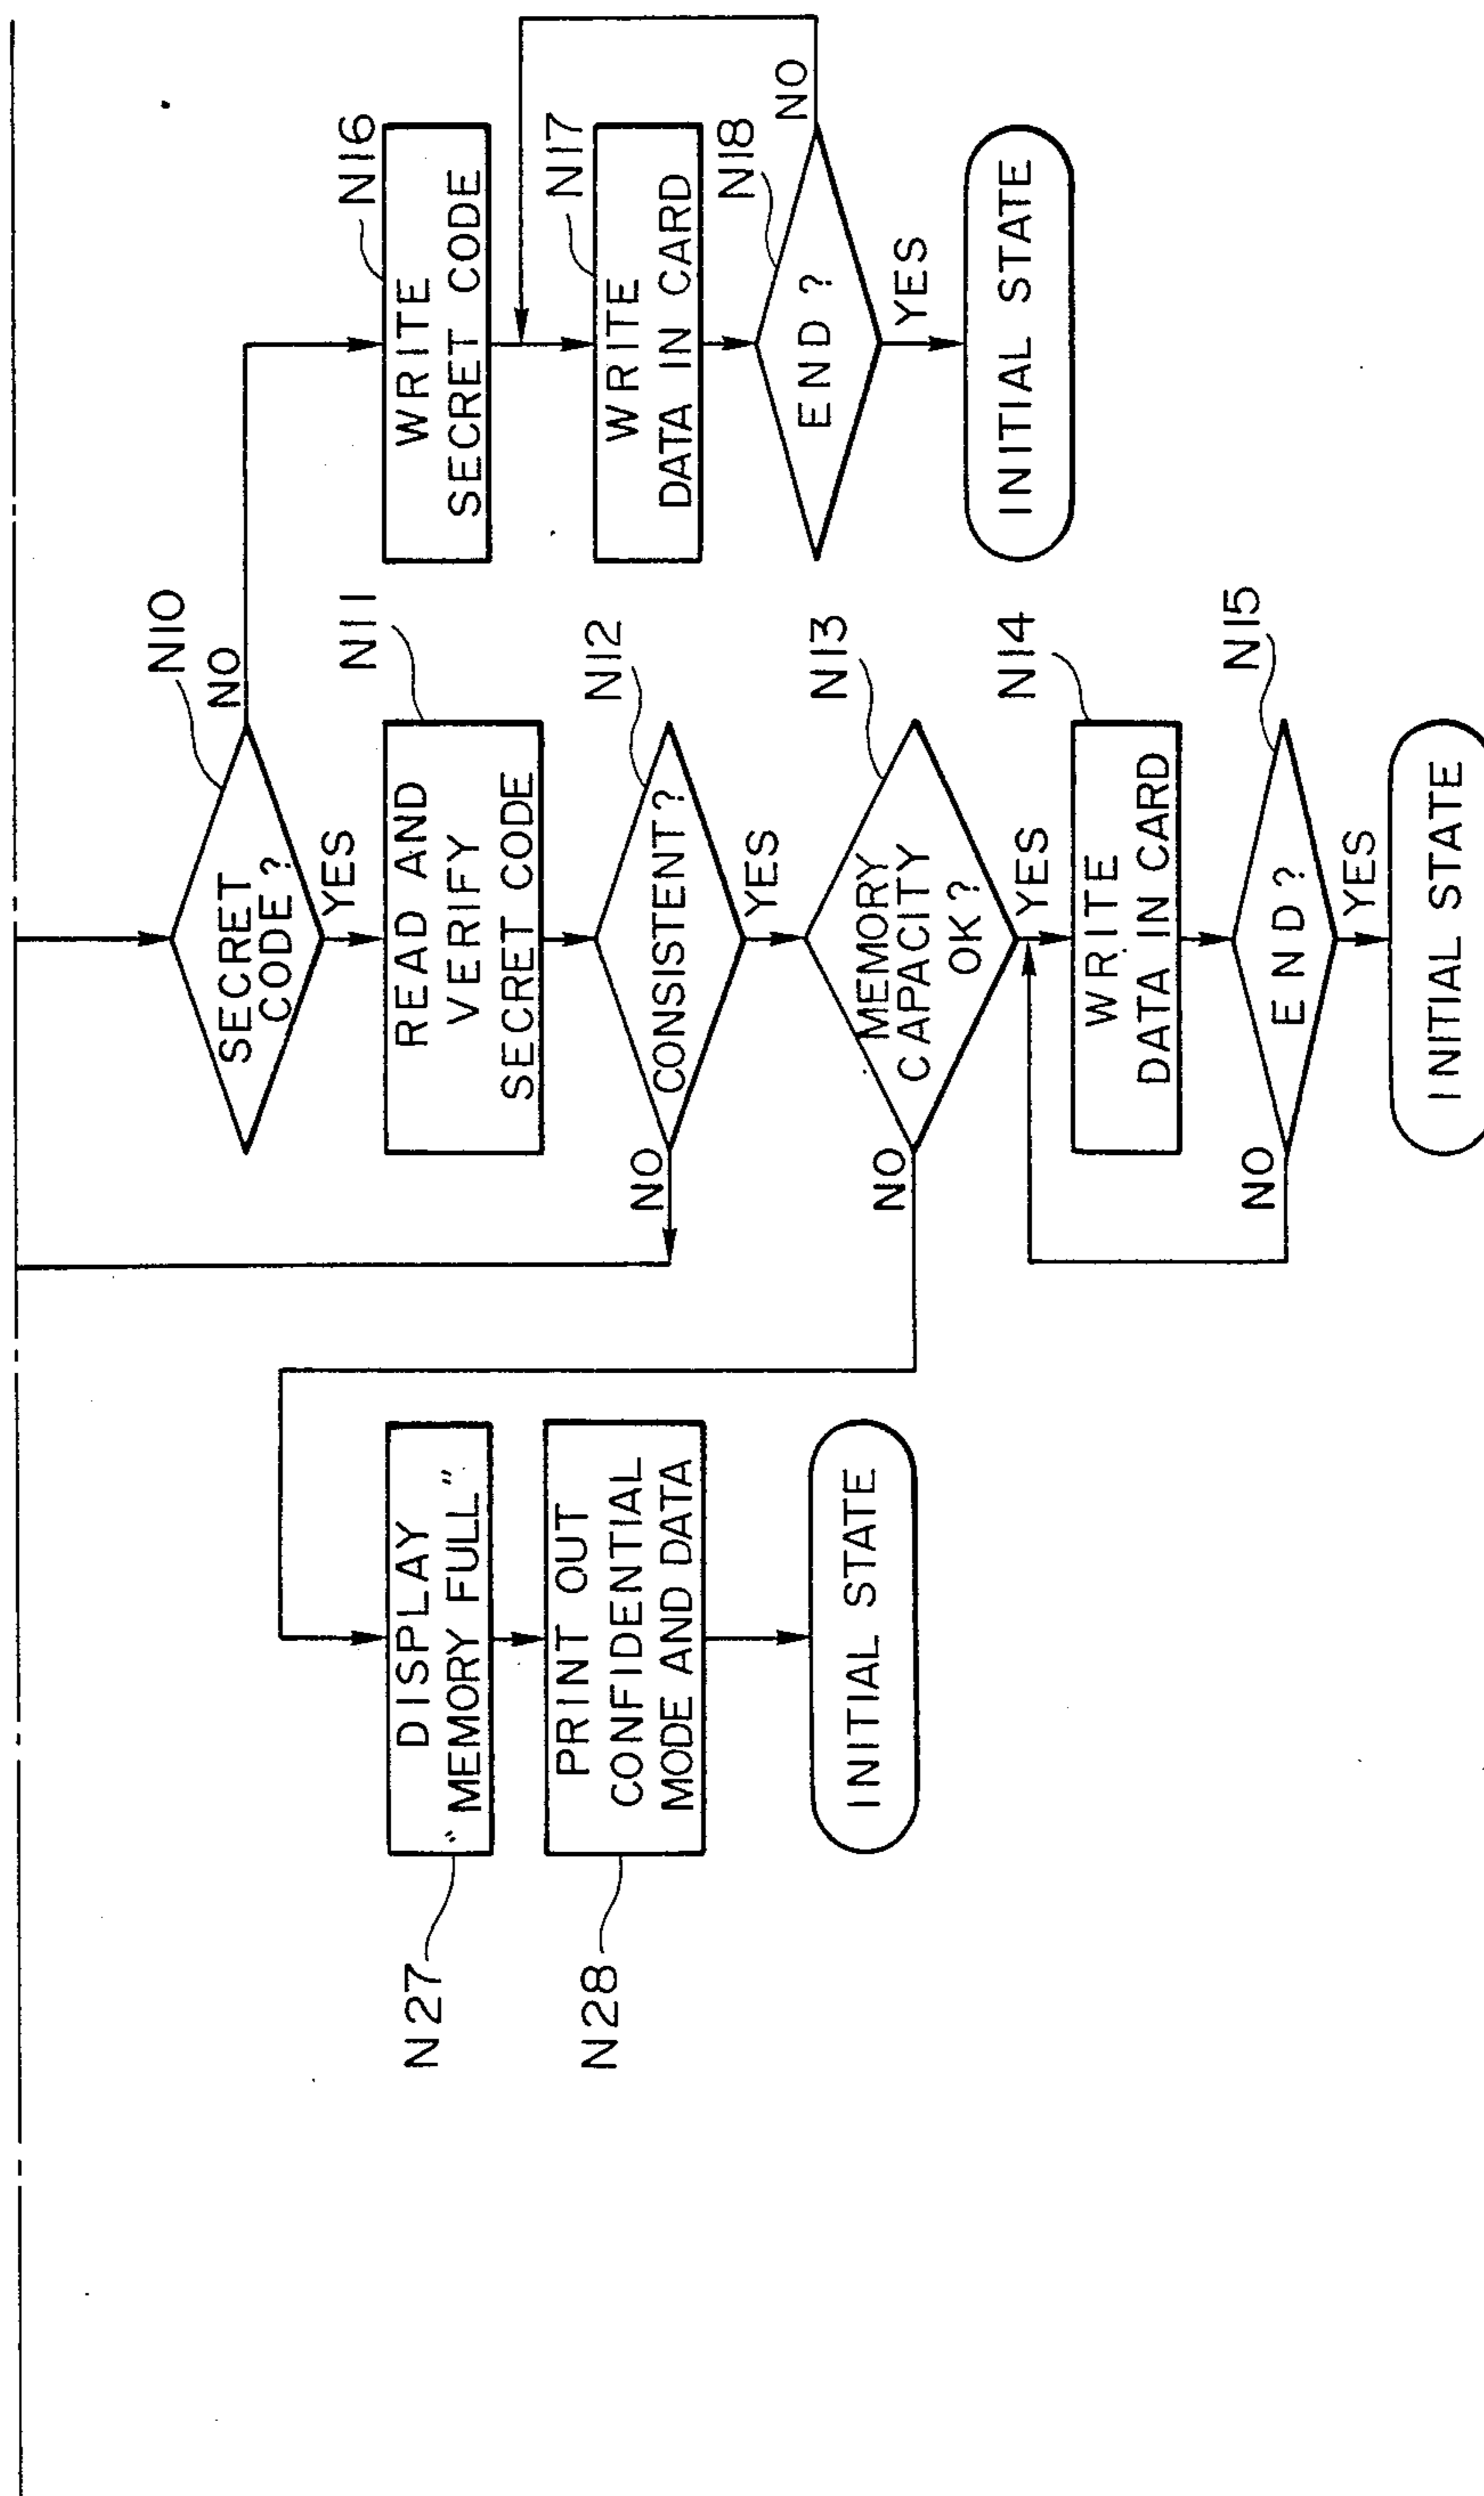 N10
SECRET
CODE?
NO
YES
N11
READ AND
VERIFY
SECRET CODE
N12
CONSISTENT?
NO
YES
N13
MEMORY
CAPACITY
OK?
NO
YES
N14
WRITE
DATA IN CARD
N15
END?
NO
YES
INITIAL STATE
N16
WRITE
SECRET CODE
N17
WRITE
DATA IN CARD
N18
END?
NO
YES
INITIAL STATE
N27
DISPLAY
"MEMORY FULL"
N28
PRINT OUT
CONFIDENTIAL
MODE AND DATA
INITIAL STATE